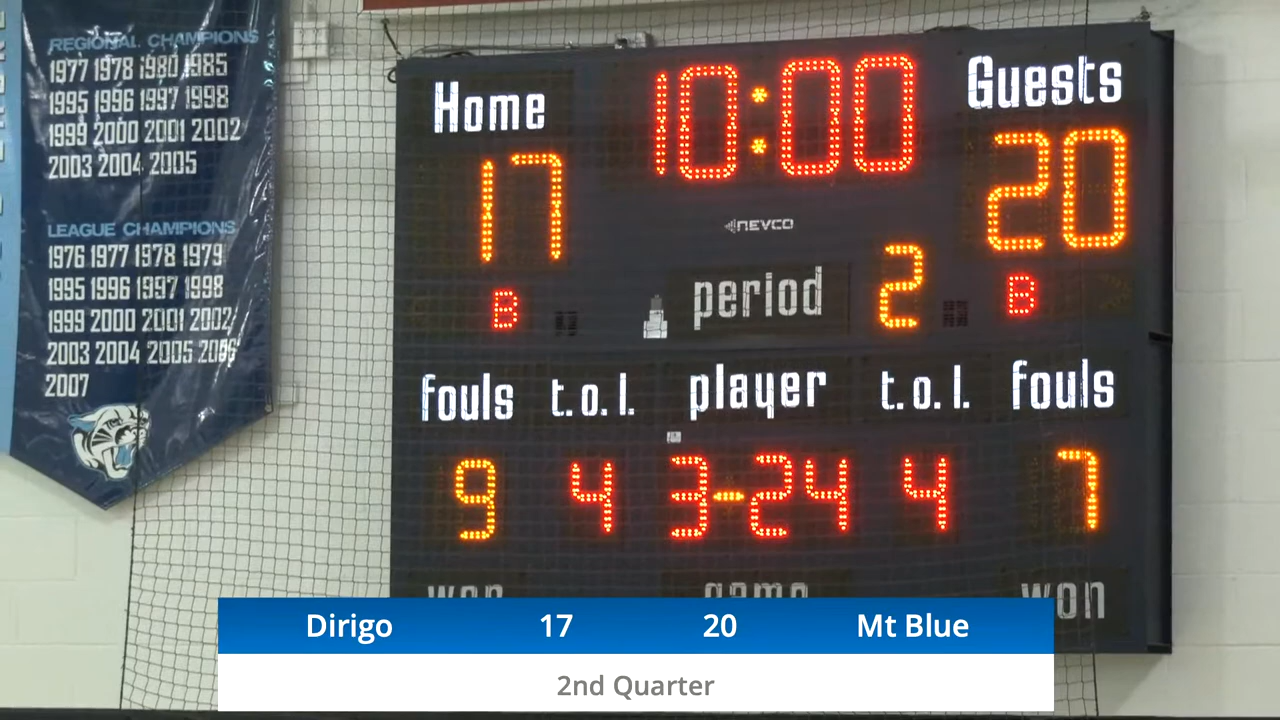 REGIONAL CHAMPIONS
1977 1978 1980 1985
1995 1996 1997 1998
1999 2000 2001 2002
2003 2004 2005
LEAGUE CHAMPIONS
1976 1977 1978 1979
1995 1996 1997 1998
1999 2000 2001 2002
2003 2004 2005 2006
2007
Home 10:00 Guests
17 20
NEVCO
B period 2 B
fouls t.o.l. player t.o.l. fouls
9 4 3-24 4 7
won game won
Dirigo 17 20 Mt Blue
2nd Quarter